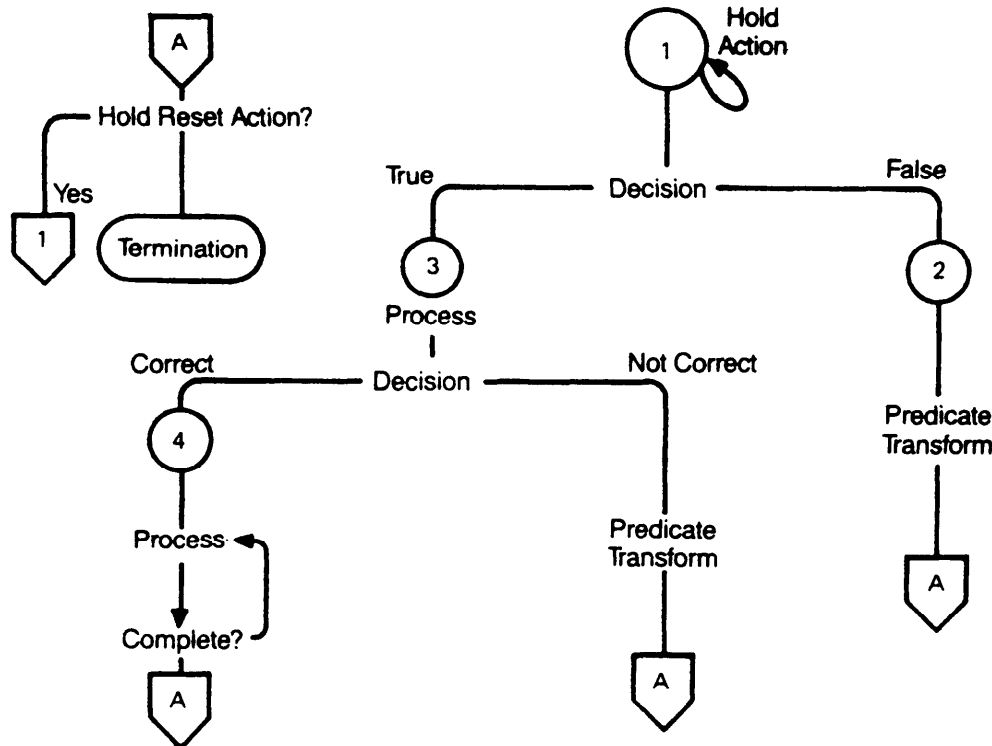 A
Hold Reset Action?
Yes
1
Termination
Hold
Action
1
True
Decision
False
3
Process
2
Correct
Decision
Not Correct
4
Predicate
Transform
Process
Predicate
Transform
A
Complete?
A
A